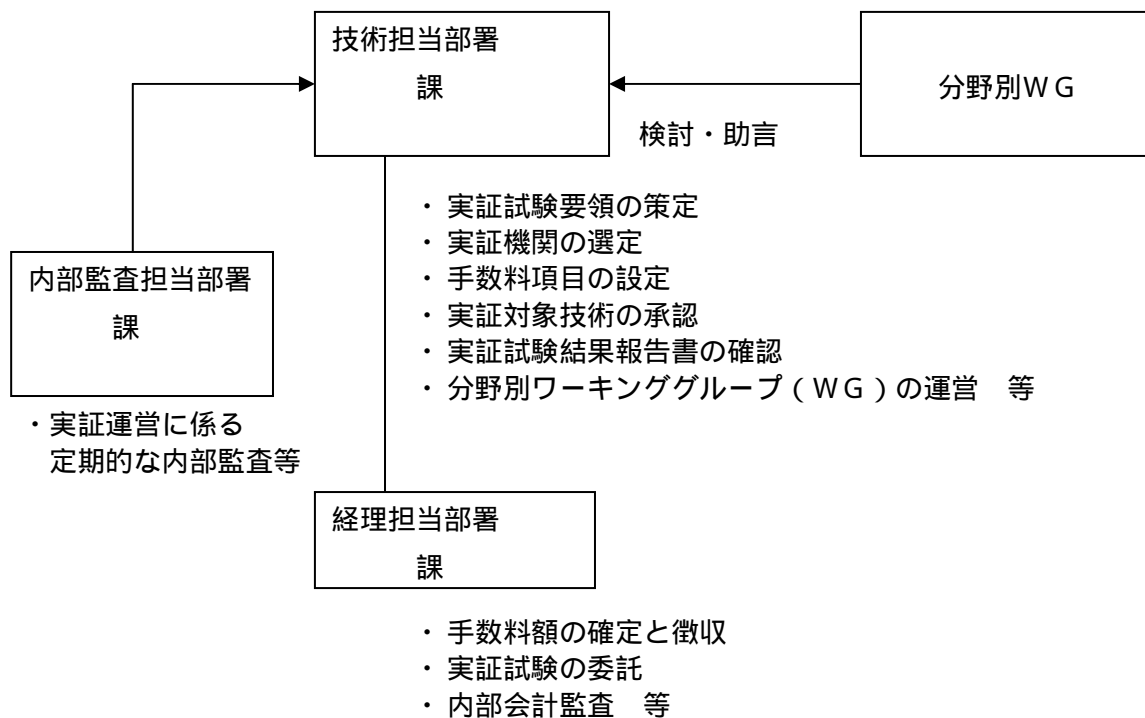 技術担当部署
課
分野別ＷＧ
検討・助言
・ 実証試験要領の策定
・ 実証機関の選定
・ 手数料項目の設定
・ 実証対象技術の承認
・ 実証試験結果報告書の確認
・ 分野別ワーキンググループ（ＷＧ）の運営　等
内部監査担当部署
課
・実証運営に係る
定期的な内部監査等
経理担当部署
課
・ 手数料額の確定と徴収
・ 実証試験の委託
・ 内部会計監査　等